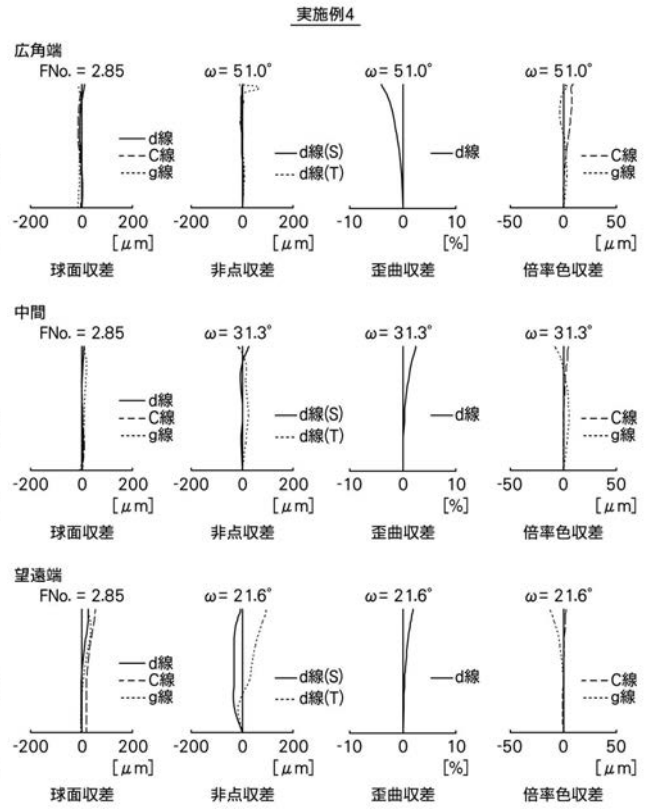 実施例4
広角端
FNo. = 2.85
ω= 51.0°
ω= 51.0°
ω= 51.0°
d線
C線
g線
d線(S)
d線(T)
d線
C線
g線
-200 0 200
-200 0 200
-10 0 10
-50 0 50
[μm]
[μm]
[%]
[μm]
球面収差
非点収差
歪曲収差
倍率色収差
中間
FNo. = 2.85
ω= 31.3°
ω= 31.3°
ω= 31.3°
d線
C線
g線
d線(S)
d線(T)
d線
C線
g線
-200 0 200
-200 0 200
-10 0 10
-50 0 50
[μm]
[μm]
[%]
[μm]
球面収差
非点収差
歪曲収差
倍率色収差
望遠端
FNo. = 2.85
ω= 21.6°
ω= 21.6°
ω= 21.6°
d線
C線
g線
d線(S)
d線(T)
d線
C線
g線
-200 0 200
-200 0 200
-10 0 10
-50 0 50
[μm]
[μm]
[%]
[μm]
球面収差
非点収差
歪曲収差
倍率色収差